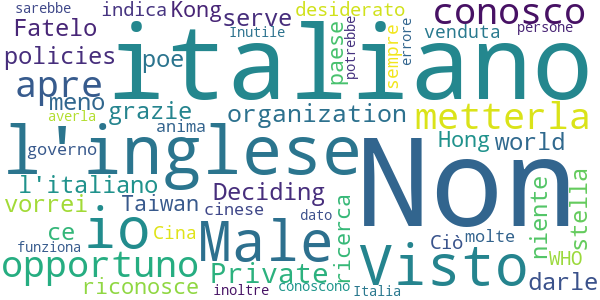 sarebbe indica Kong serve desiderato conosco
Fatelo Inutile venduta persone
policies poe italiano paese potrebbe sempre errore
apre meno grazie organization metterla
averla anima l'inglese Hong world
governo l'italiano Deciding Non
vorrei io Taiwan cinese Male niente stella
ce Cina Visto Ciò molte
opportuno Private ricerca WHO
funziona riconosce inoltre dato conoscono Italia darle